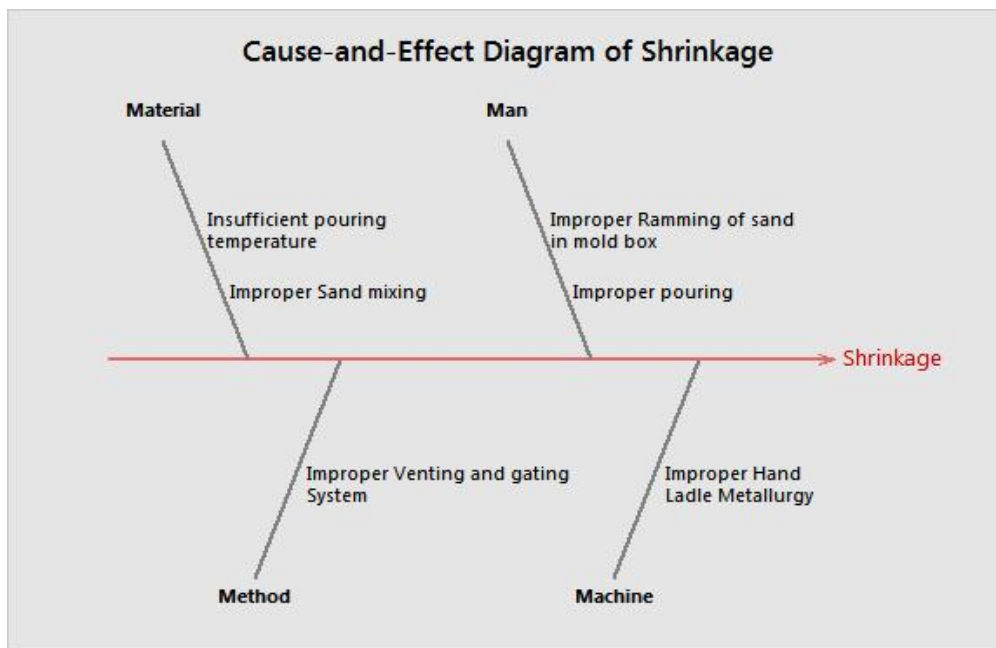 Cause-and-Effect Diagram of Shrinkage
Material
Man
Insufficient pouring
temperature
Improper Ramming of sand
in mold box
Improper Sand mixing
Improper pouring
Shrinkage
Improper Venting and gating
System
Improper Hand
Ladle Metallurgy
Method
Machine